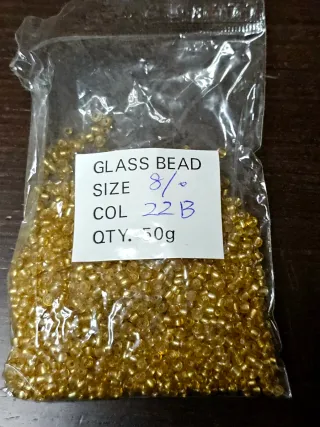 GLASS BEAD
SIZE 8/0
COL 22B
QTY. 50g